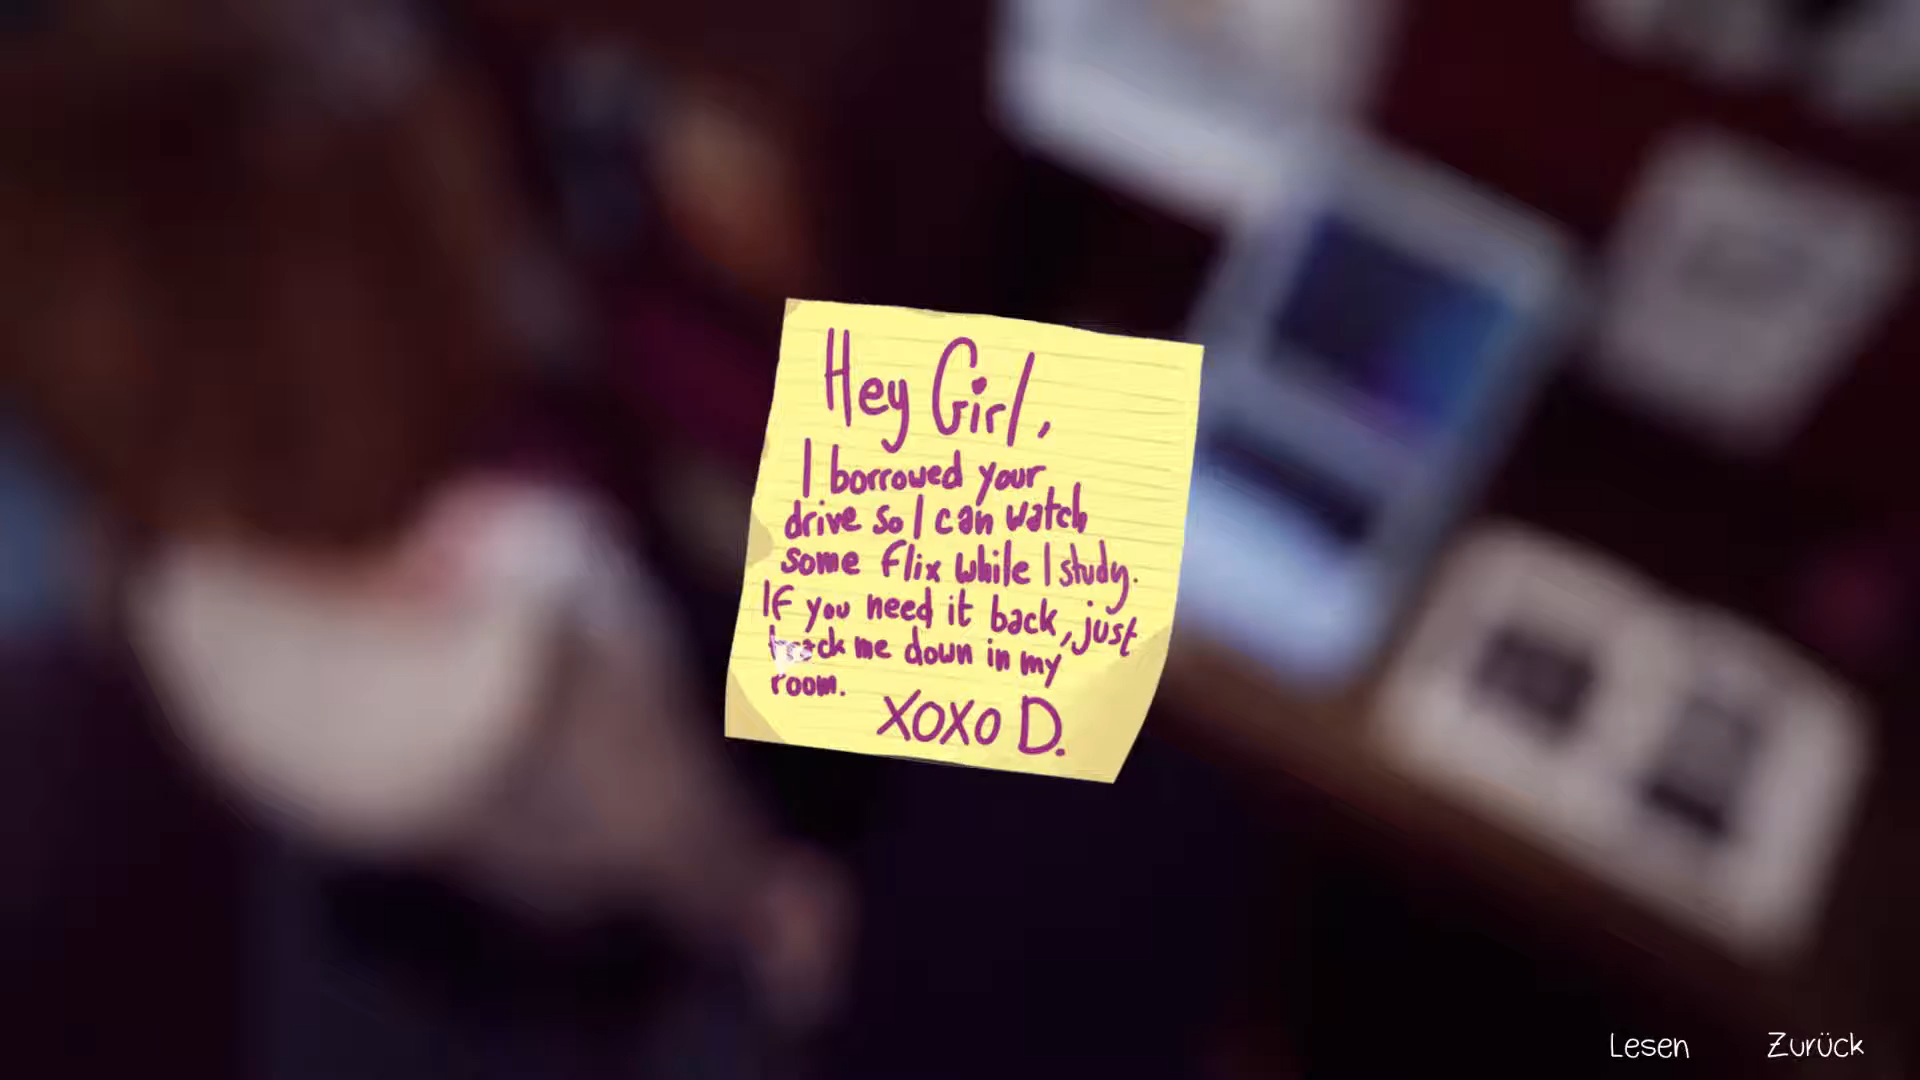 Hey Girl,
I borrowed your
drive so I can watch
some flix while I study.
If you need it back, just
track me down in my
room.
XOXO D.
Lesen Zurück